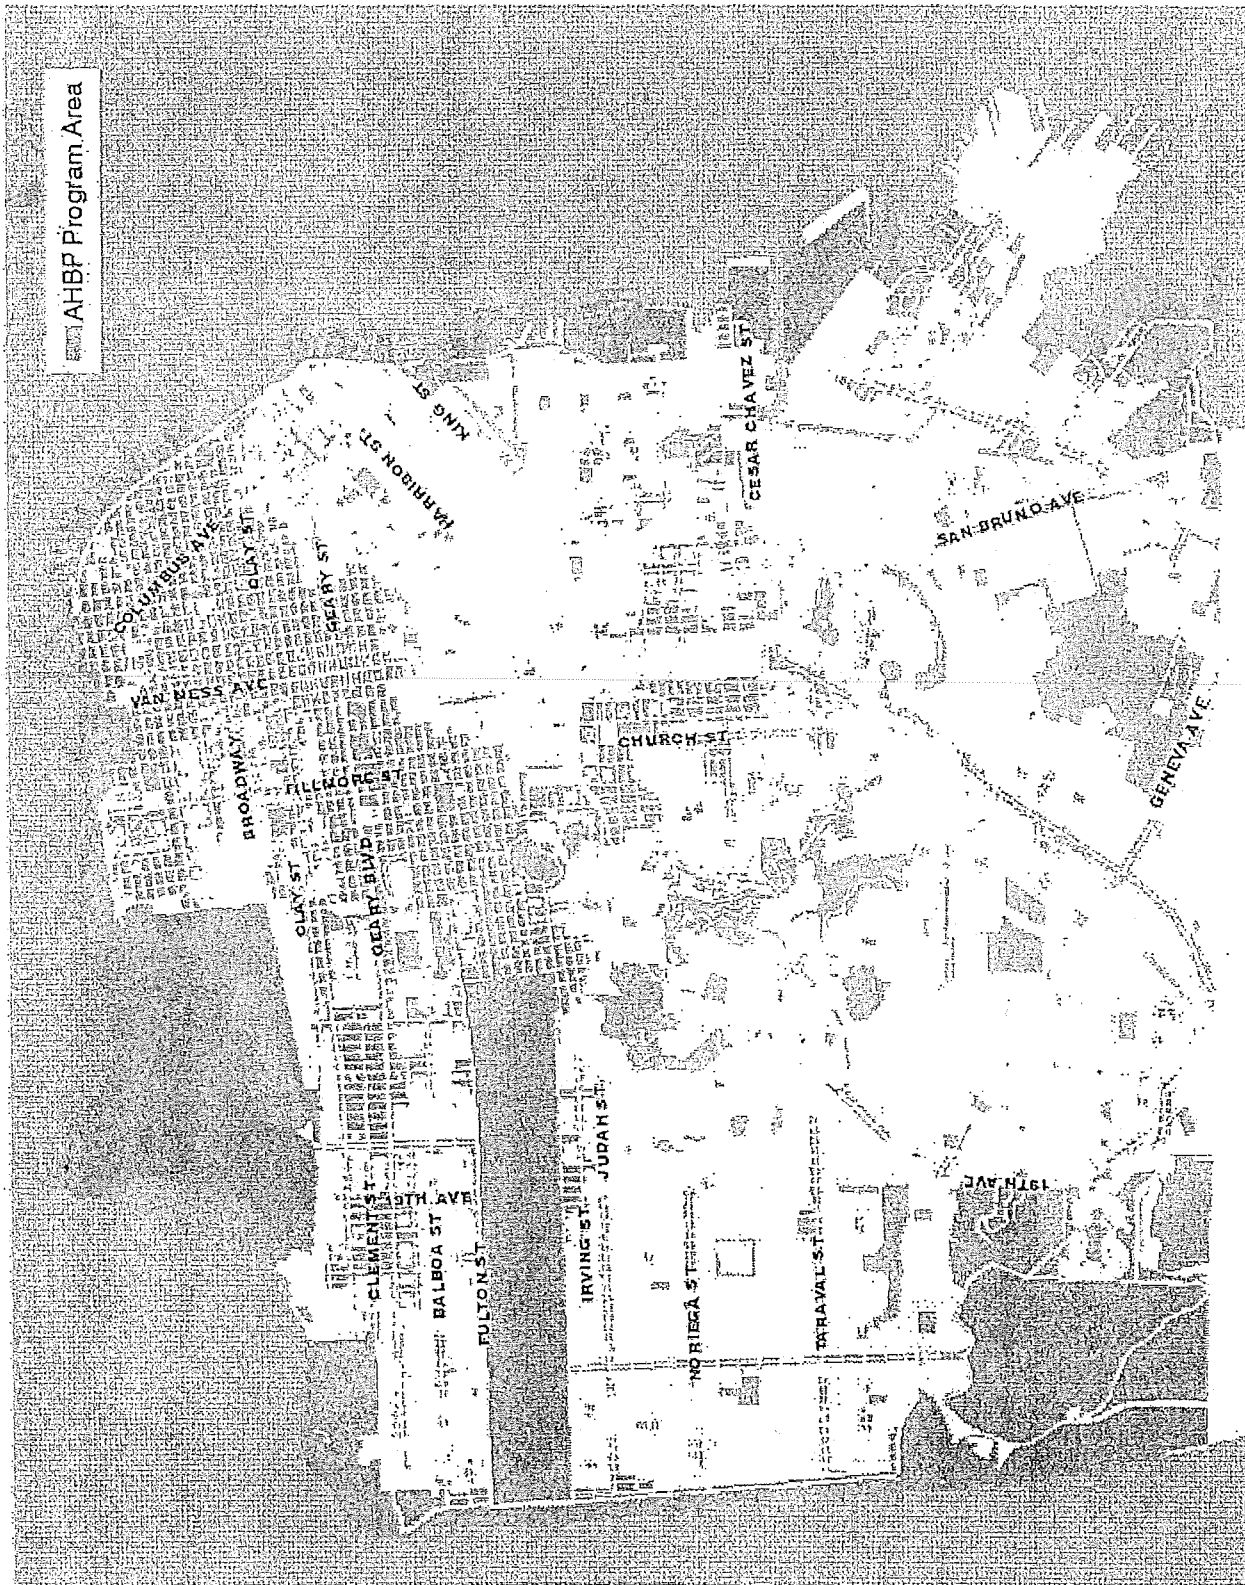 AHBP Program Area
COLUMBUS AVE
CLAY ST
VAN NESS AVE
BROADWAY
GEARY ST
HARRISON ST
KING ST
FILLMORE ST
CLAY ST
GEARY BLVD
CHURCH ST
CESAR CHAVEZ ST
SAN BRUNO AVE
GENEVA AVE
CLEMENT ST
19TH AVE
BALBOA ST
FULTON ST
IRVING ST
JUDAH ST
NORIEGA ST
TARAVAL ST
19TH AVE